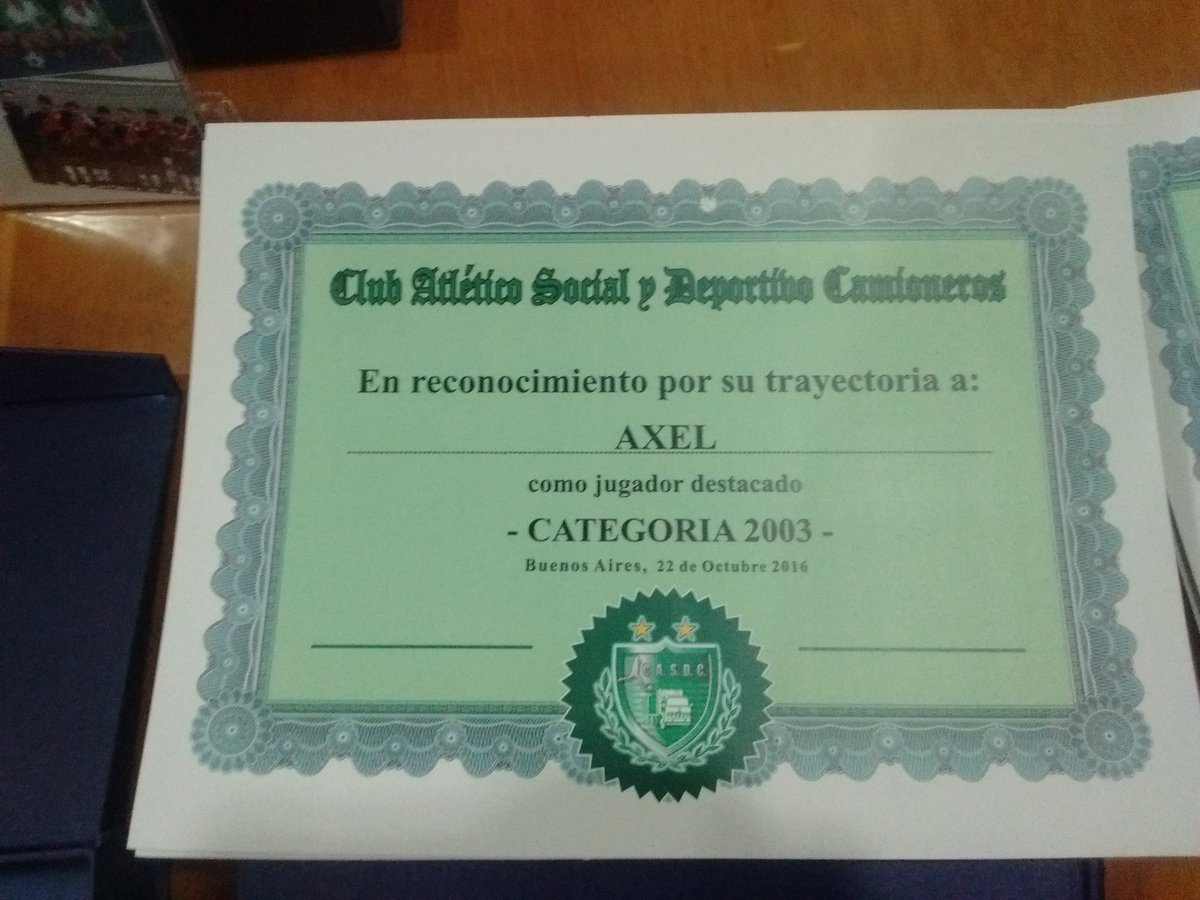 Club Atlético Social y Deportivo Camioneros
En reconocimiento por su trayectoria a:
AXEL
como jugador destacado
- CATEGORIA 2003 -
Buenos Aires, 22 de Octubre 2016
C.A.S.D.C.